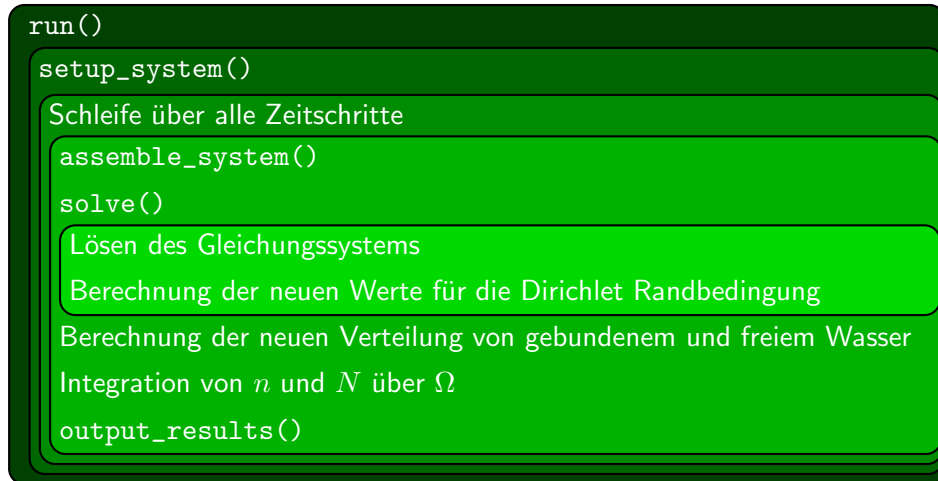 run()
setup_system()
Schleife über alle Zeitschritte
assemble_system()
solve()
Lösen des Gleichungssystems
Berechnung der neuen Werte für die Dirichlet Randbedingung
Berechnung der neuen Verteilung von gebundenem und freiem Wasser
Integration von n und N über Ω
output_results()